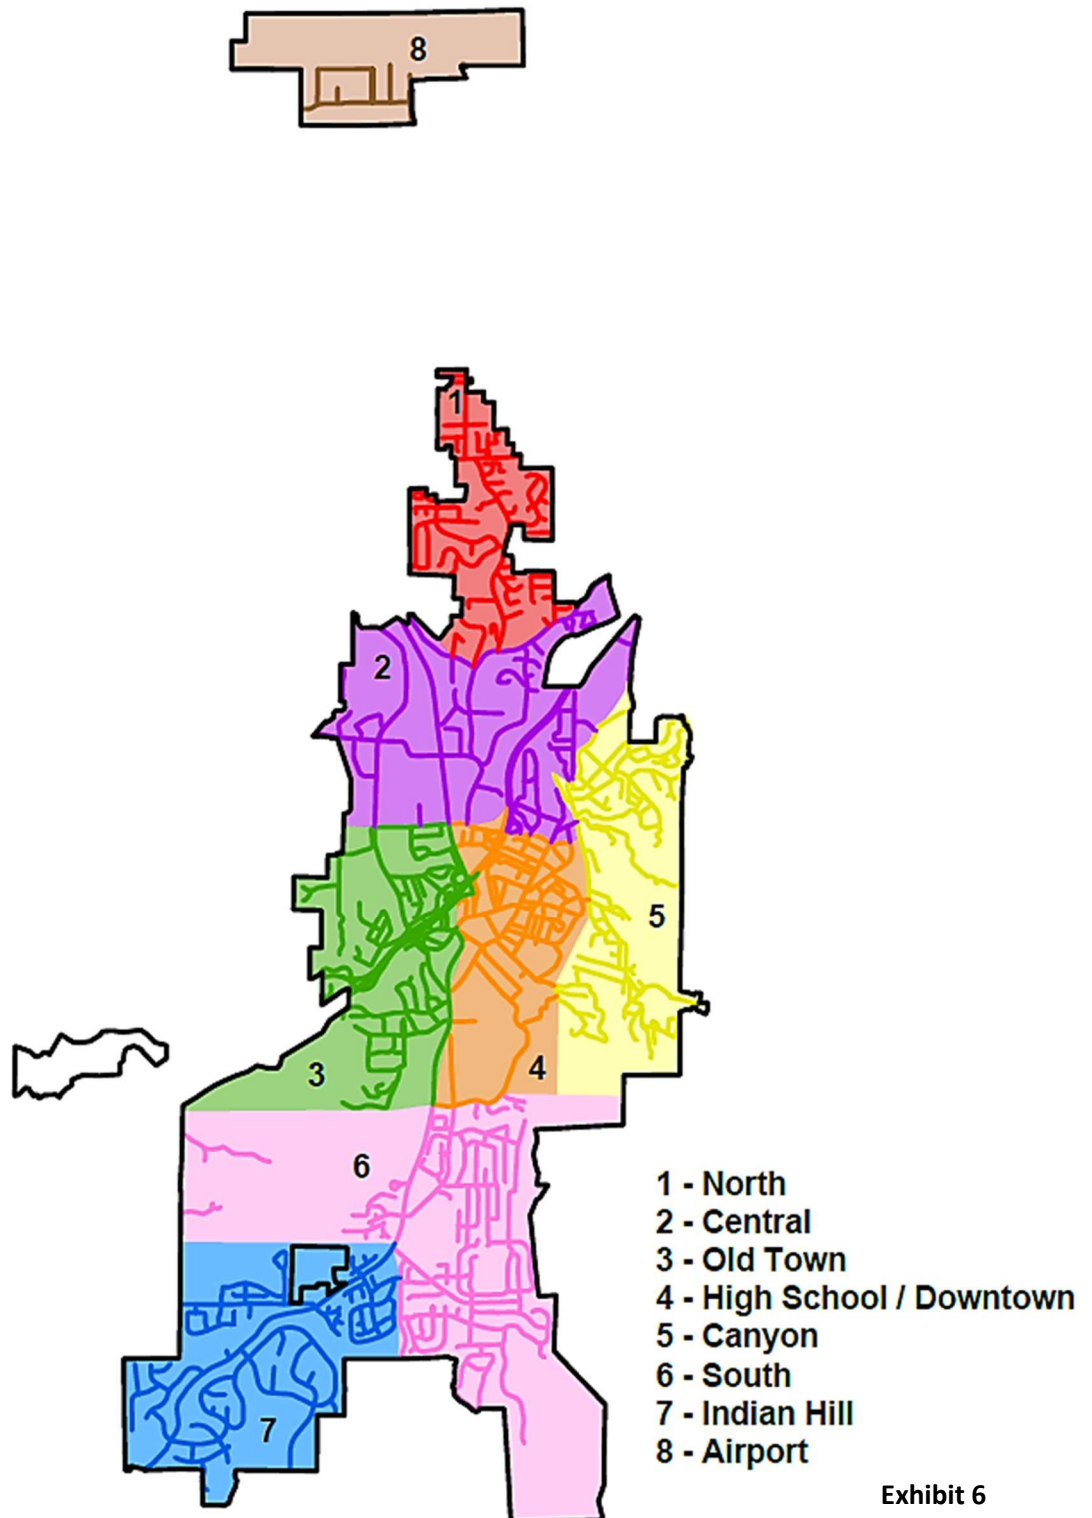 8
1
2
5
3
4
6
7
1 - North
2 - Central
3 - Old Town
4 - High School / Downtown
5 - Canyon
6 - South
7 - Indian Hill
8 - Airport
Exhibit 6